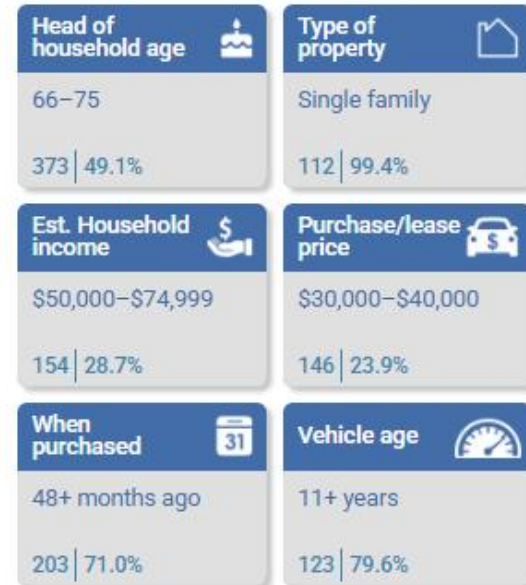 Head of
household age
66–75
373 | 49.1%
Type of
property
Single family
112 | 99.4%
Est. Household
income
$
$50,000–$74,999
154 | 28.7%
Purchase/lease
price
$
$30,000–$40,000
146 | 23.9%
When
purchased
31
48+ months ago
203 | 71.0%
Vehicle age
11+ years
123 | 79.6%